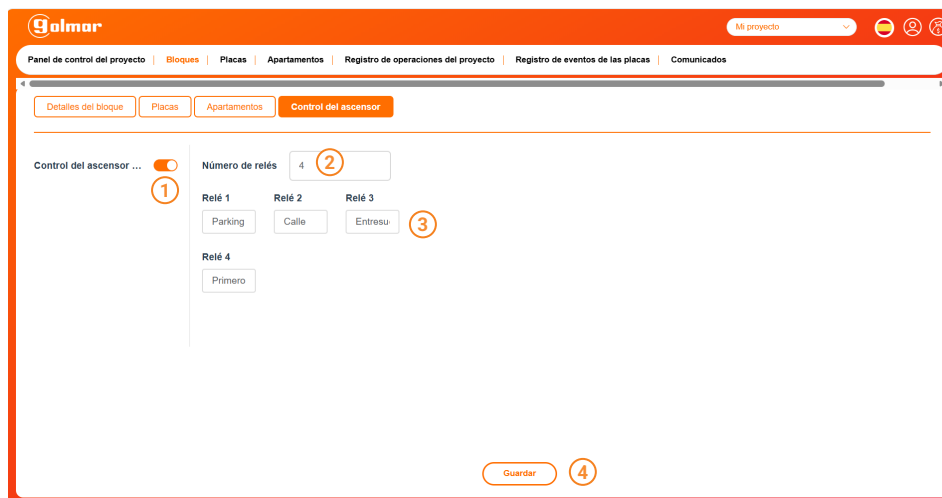 golmar
Mi proyecto
Panel de control del proyecto | Bloques | Placas | Apartamentos | Registro de operaciones del proyecto | Registro de eventos de las placas | Comunicados
Detalles del bloque Placas Apartamentos Control del ascensor
Control del ascensor ... Número de relés 4 2
1
Relé 1 Relé 2 Relé 3
Parking Calle Entresu 3
Relé 4
Primero
Guardar 4